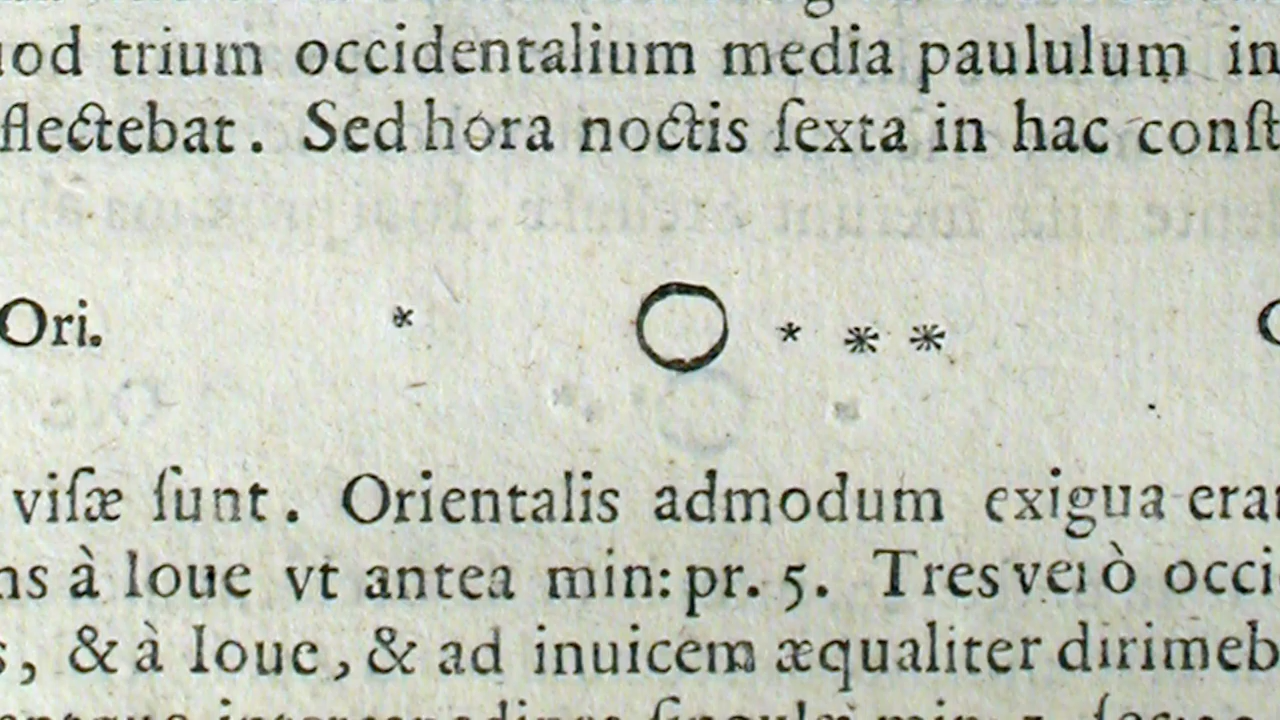 uod trium occidentalium media paululum in
flectebat. Sed hora noctis ſexta in hac conſt
Ori. * O * * *
viſæ ſunt. Orientalis admodum exigua erat
ns à Ioue vt antea min: pr. 5. Tres verò occi
s, & à Ioue, & ad inuicem æqualiter dirimeb